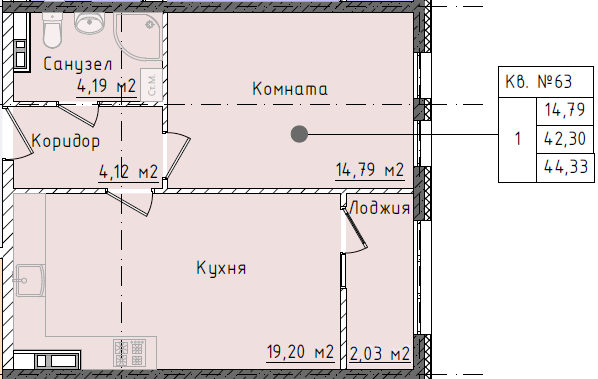 Санузел
4,19 м2
Ст.М.
Комната
14,79 м2
Коридор
4,12 м2
Кухня
19,20 м2
Лоджия
2,03 м2
Кв. №63
1
14,79
42,30
44,33